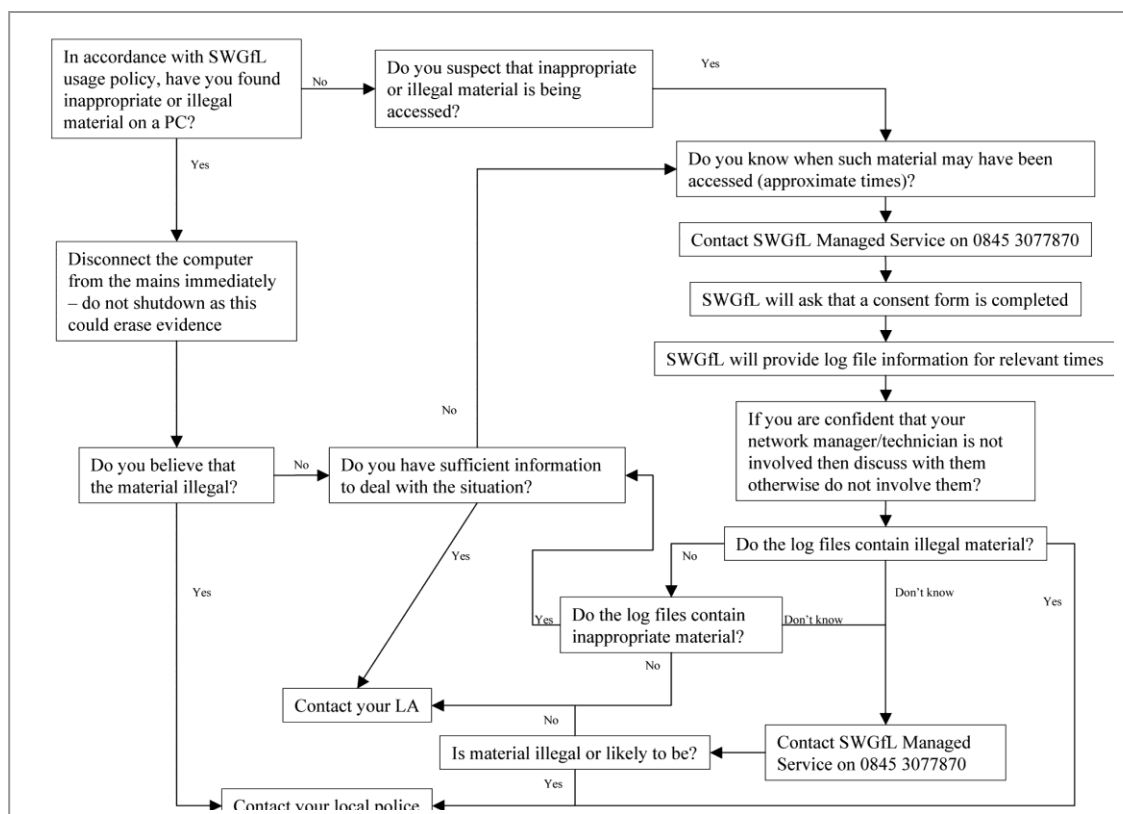 In accordance with SWGfL
usage policy, have you found
inappropriate or illegal
material on a PC?
No
Do you suspect that inappropriate
or illegal material is being
accessed?
Yes
Yes
Do you know when such material may have been
accessed (approximate times)?
Contact SWGfL Managed Service on 0845 3077870
Disconnect the computer
from the mains immediately
– do not shutdown as this
could erase evidence
SWGfL will ask that a consent form is completed
SWGfL will provide log file information for relevant times
No
If you are confident that your
network manager/technician is not
involved then discuss with them
otherwise do not involve them?
Do you believe that
the material illegal?
No
Do you have sufficient information
to deal with the situation?
Do the log files contain illegal material?
Yes
No
Don't know
Yes
Yes
Do the log files contain
inappropriate material?
Yes
Don't know
No
Contact your LA
No
Is material illegal or likely to be?
Contact SWGfL Managed
Service on 0845 3077870
Yes
Contact your local police